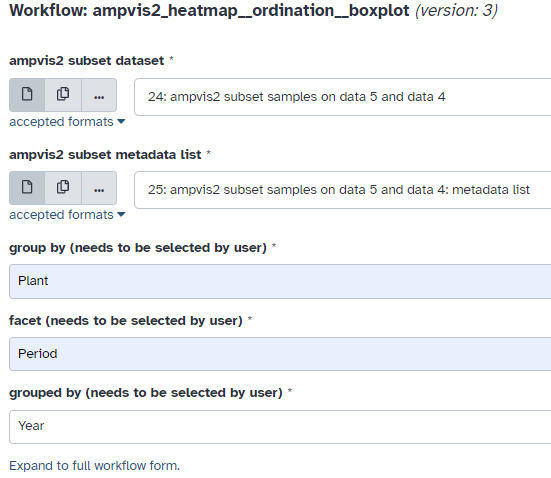 Workflow: ampvis2_heatmap__ordination__boxplot (version: 3)
ampvis2 subset dataset *
...
24: ampvis2 subset samples on data 5 and data 4
accepted formats
ampvis2 subset metadata list *
...
25: ampvis2 subset samples on data 5 and data 4: metadata list
accepted formats
group by (needs to be selected by user) *
Plant
facet (needs to be selected by user) *
Period
grouped by (needs to be selected by user) *
Year
Expand to full workflow form.